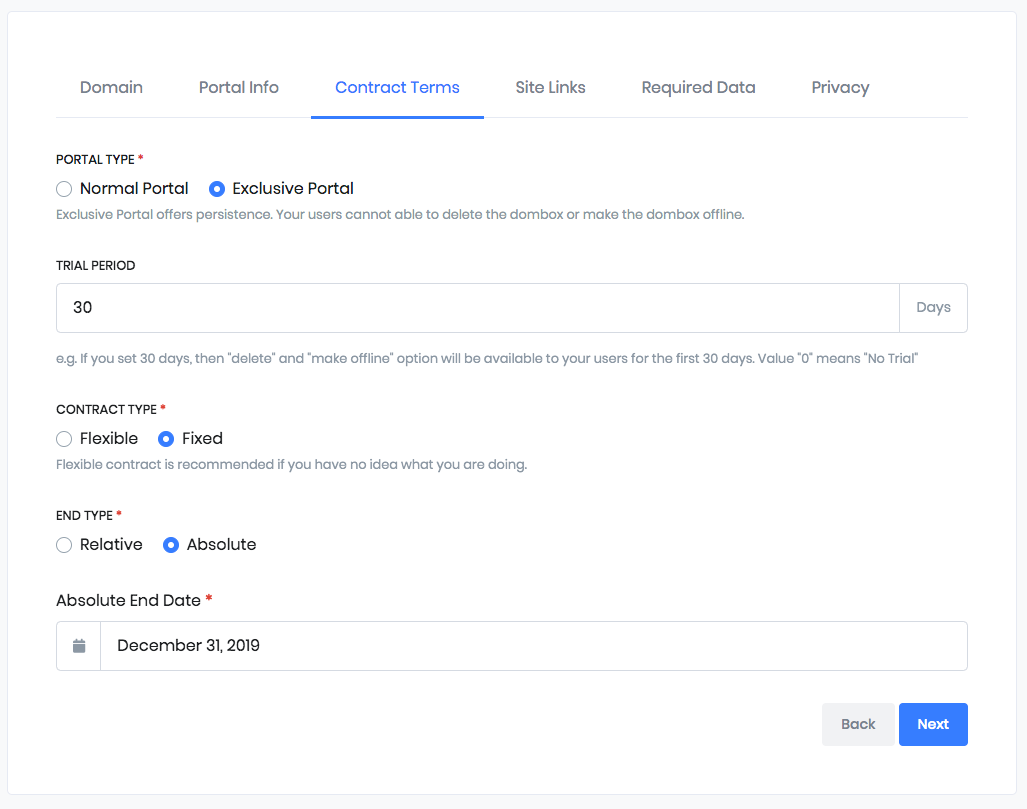 Domain Portal Info Contract Terms Site Links Required Data Privacy
PORTAL TYPE *
Normal Portal Exclusive Portal
Exclusive Portal offers persistence. Your users cannot able to delete the dombox or make the dombox offline.
TRIAL PERIOD
30 Days
e.g. If you set 30 days, then "delete" and "make offline" option will be available to your users for the first 30 days. Value "0" means "No Trial"
CONTRACT TYPE *
Flexible Fixed
Flexible contract is recommended if you have no idea what you are doing.
END TYPE *
Relative Absolute
Absolute End Date *
December 31, 2019
Back Next